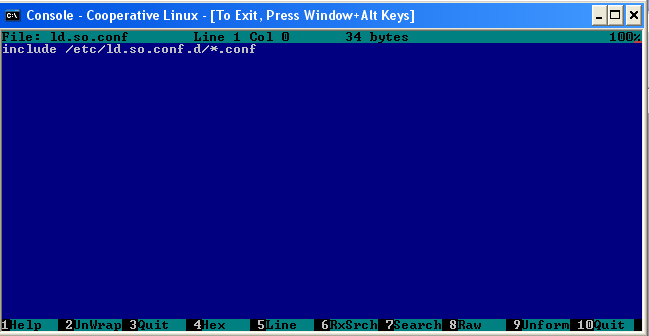 Console - Cooperative Linux - [To Exit, Press Window+Alt Keys]
File: ld.so.conf Line 1 Col 0 34 bytes 100%
include /etc/ld.so.conf.d/*.conf
1Help 2UnWrap 3Quit 4Hex 5Line 6RxSrch 7Search 8Raw 9Unform 10Quit